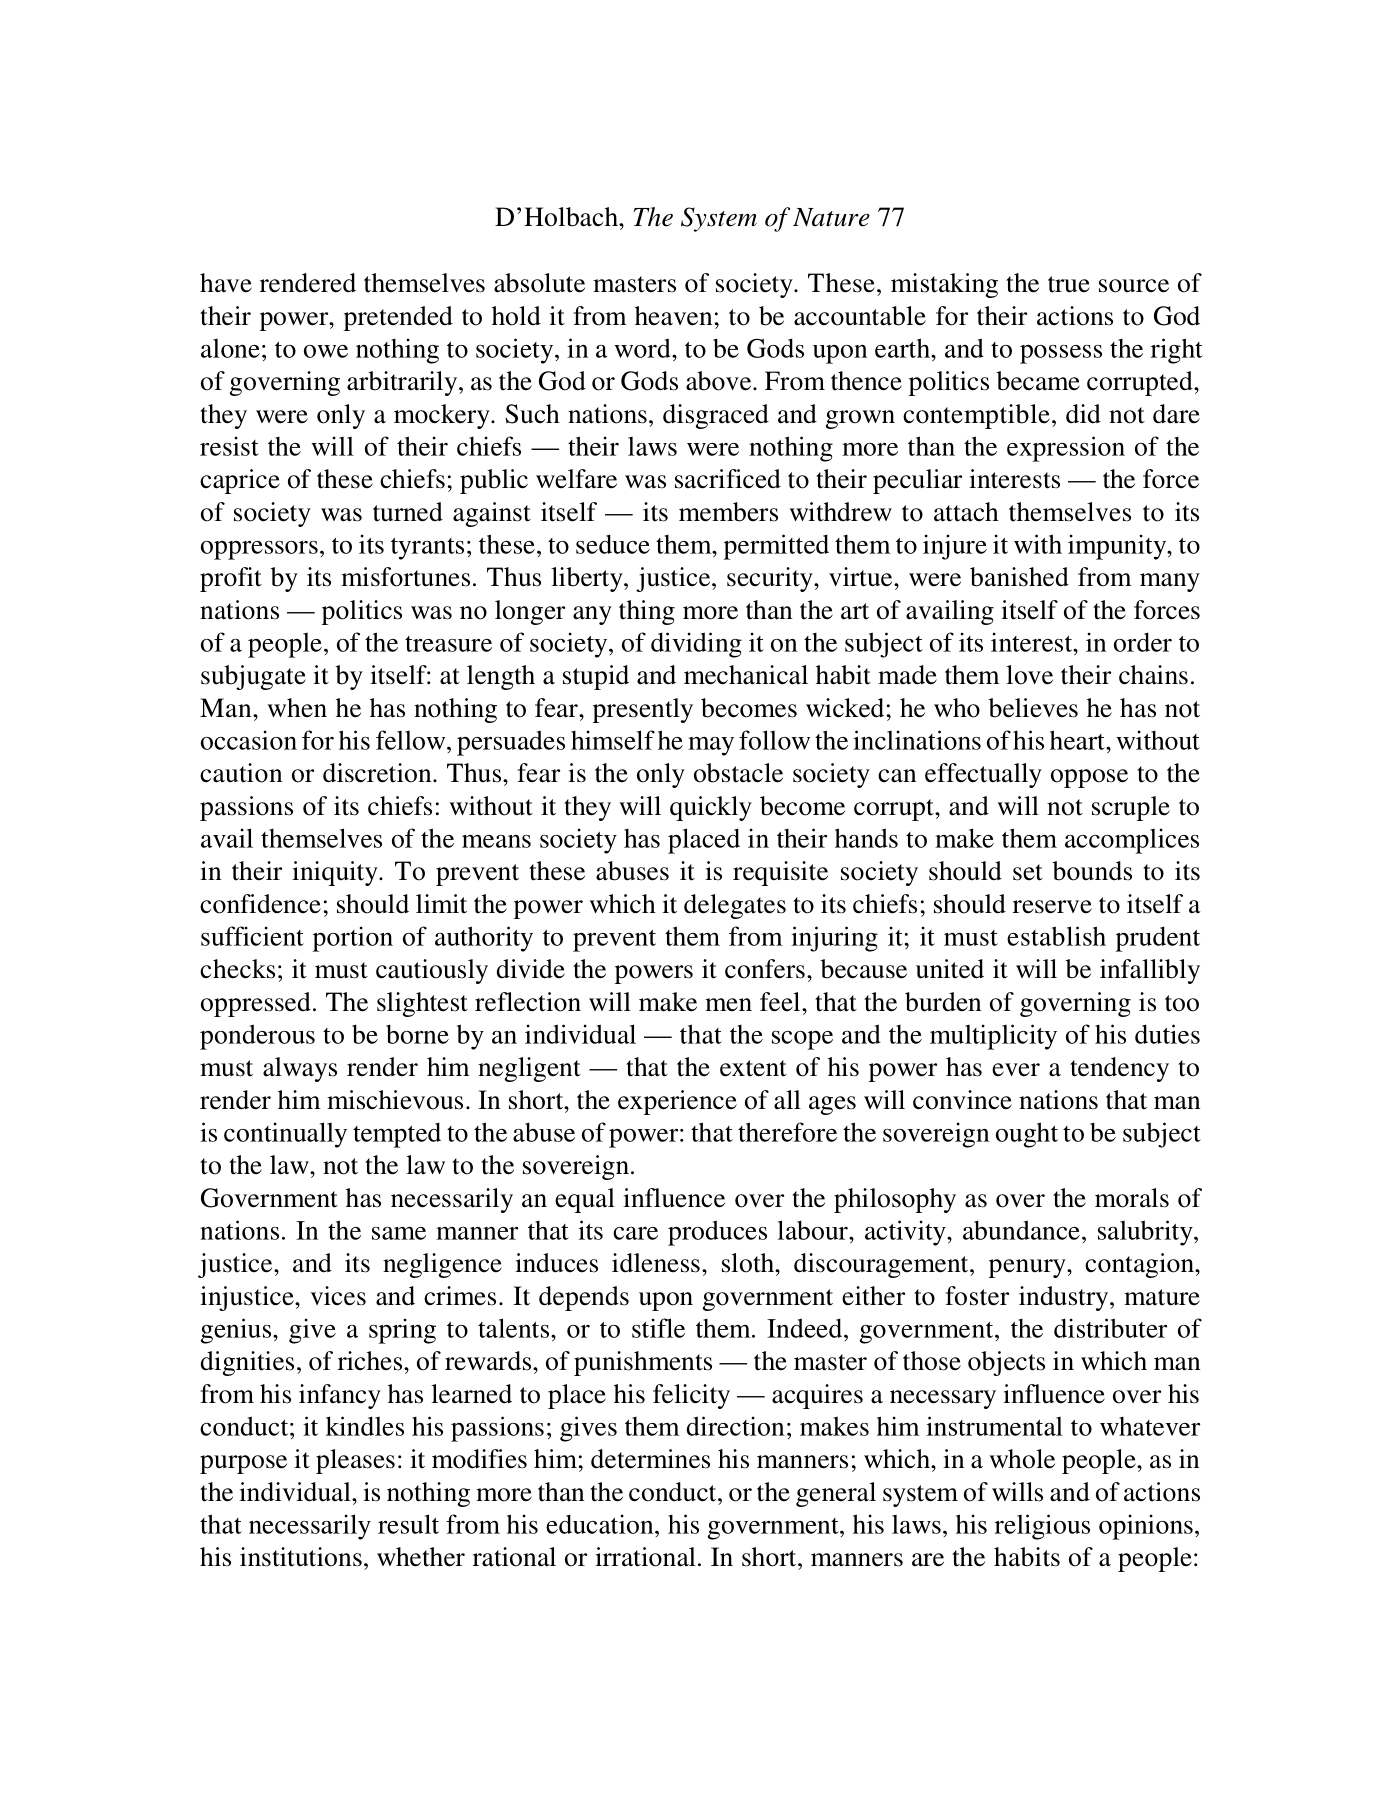 D’Holbach, The System of Nature 77
have rendered themselves absolute masters of society. These, mistaking the true source of
their power, pretended to hold it from heaven; to be accountable for their actions to God
alone; to owe nothing to society, in a word, to be Gods upon earth, and to possess the right
of governing arbitrarily, as the God or Gods above. From thence politics became corrupted,
they were only a mockery. Such nations, disgraced and grown contemptible, did not dare
resist the will of their chiefs — their laws were nothing more than the expression of the
caprice of these chiefs; public welfare was sacrificed to their peculiar interests — the force
of society was turned against itself — its members withdrew to attach themselves to its
oppressors, to its tyrants; these, to seduce them, permitted them to injure it with impunity, to
profit by its misfortunes. Thus liberty, justice, security, virtue, were banished from many
nations — politics was no longer any thing more than the art of availing itself of the forces
of a people, of the treasure of society, of dividing it on the subject of its interest, in order to
subjugate it by itself: at length a stupid and mechanical habit made them love their chains.
Man, when he has nothing to fear, presently becomes wicked; he who believes he has not
occasion for his fellow, persuades himself he may follow the inclinations of his heart, without
caution or discretion. Thus, fear is the only obstacle society can effectually oppose to the
passions of its chiefs: without it they will quickly become corrupt, and will not scruple to
avail themselves of the means society has placed in their hands to make them accomplices
in their iniquity. To prevent these abuses it is requisite society should set bounds to its
confidence; should limit the power which it delegates to its chiefs; should reserve to itself a
sufficient portion of authority to prevent them from injuring it; it must establish prudent
checks; it must cautiously divide the powers it confers, because united it will be infallibly
oppressed. The slightest reflection will make men feel, that the burden of governing is too
ponderous to be borne by an individual — that the scope and the multiplicity of his duties
must always render him negligent — that the extent of his power has ever a tendency to
render him mischievous. In short, the experience of all ages will convince nations that man
is continually tempted to the abuse of power: that therefore the sovereign ought to be subject
to the law, not the law to the sovereign.
Government has necessarily an equal influence over the philosophy as over the morals of
nations. In the same manner that its care produces labour, activity, abundance, salubrity,
justice, and its negligence induces idleness, sloth, discouragement, penury, contagion,
injustice, vices and crimes. It depends upon government either to foster industry, mature
genius, give a spring to talents, or to stifle them. Indeed, government, the distributer of
dignities, of riches, of rewards, of punishments — the master of those objects in which man
from his infancy has learned to place his felicity — acquires a necessary influence over his
conduct; it kindles his passions; gives them direction; makes him instrumental to whatever
purpose it pleases: it modifies him; determines his manners; which, in a whole people, as in
the individual, is nothing more than the conduct, or the general system of wills and of actions
that necessarily result from his education, his government, his laws, his religious opinions,
his institutions, whether rational or irrational. In short, manners are the habits of a people: